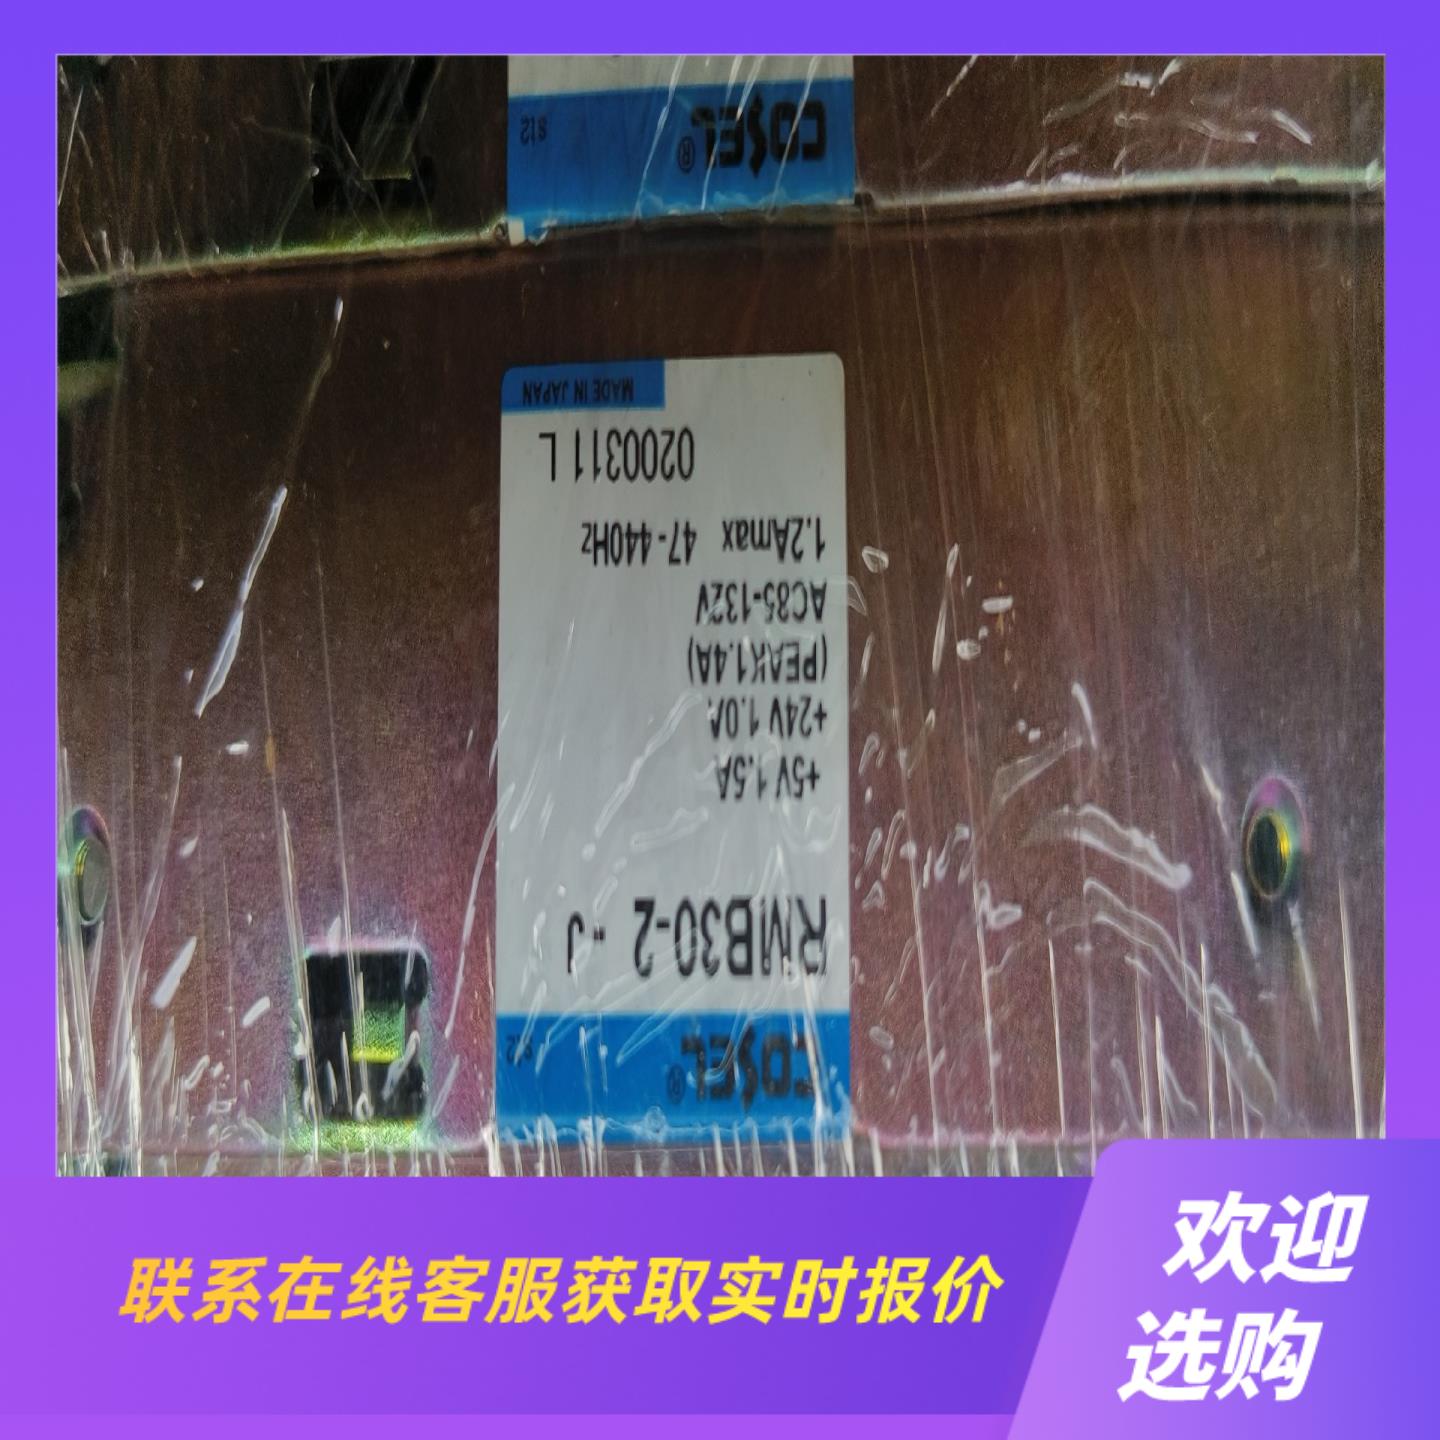 COSEL® S12
COSEL® S12
RMB30-2 -J
+5V 1.5A
+24V 1.0A
(PEAK1.4A)
AC85-132V
1.2Amax 47-440Hz
0200311 L
MADE IN JAPAN
联系在线客服获取实时报价
欢迎
选购